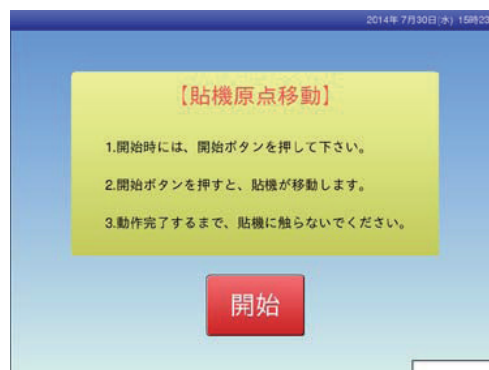 2014年 7月30日(水) 15時23
【貼機原点移動】
1.開始時には、開始ボタンを押して下さい。
2.開始ボタンを押すと、貼機が移動します。
3.動作完了するまで、貼機に触らないでください。
開始